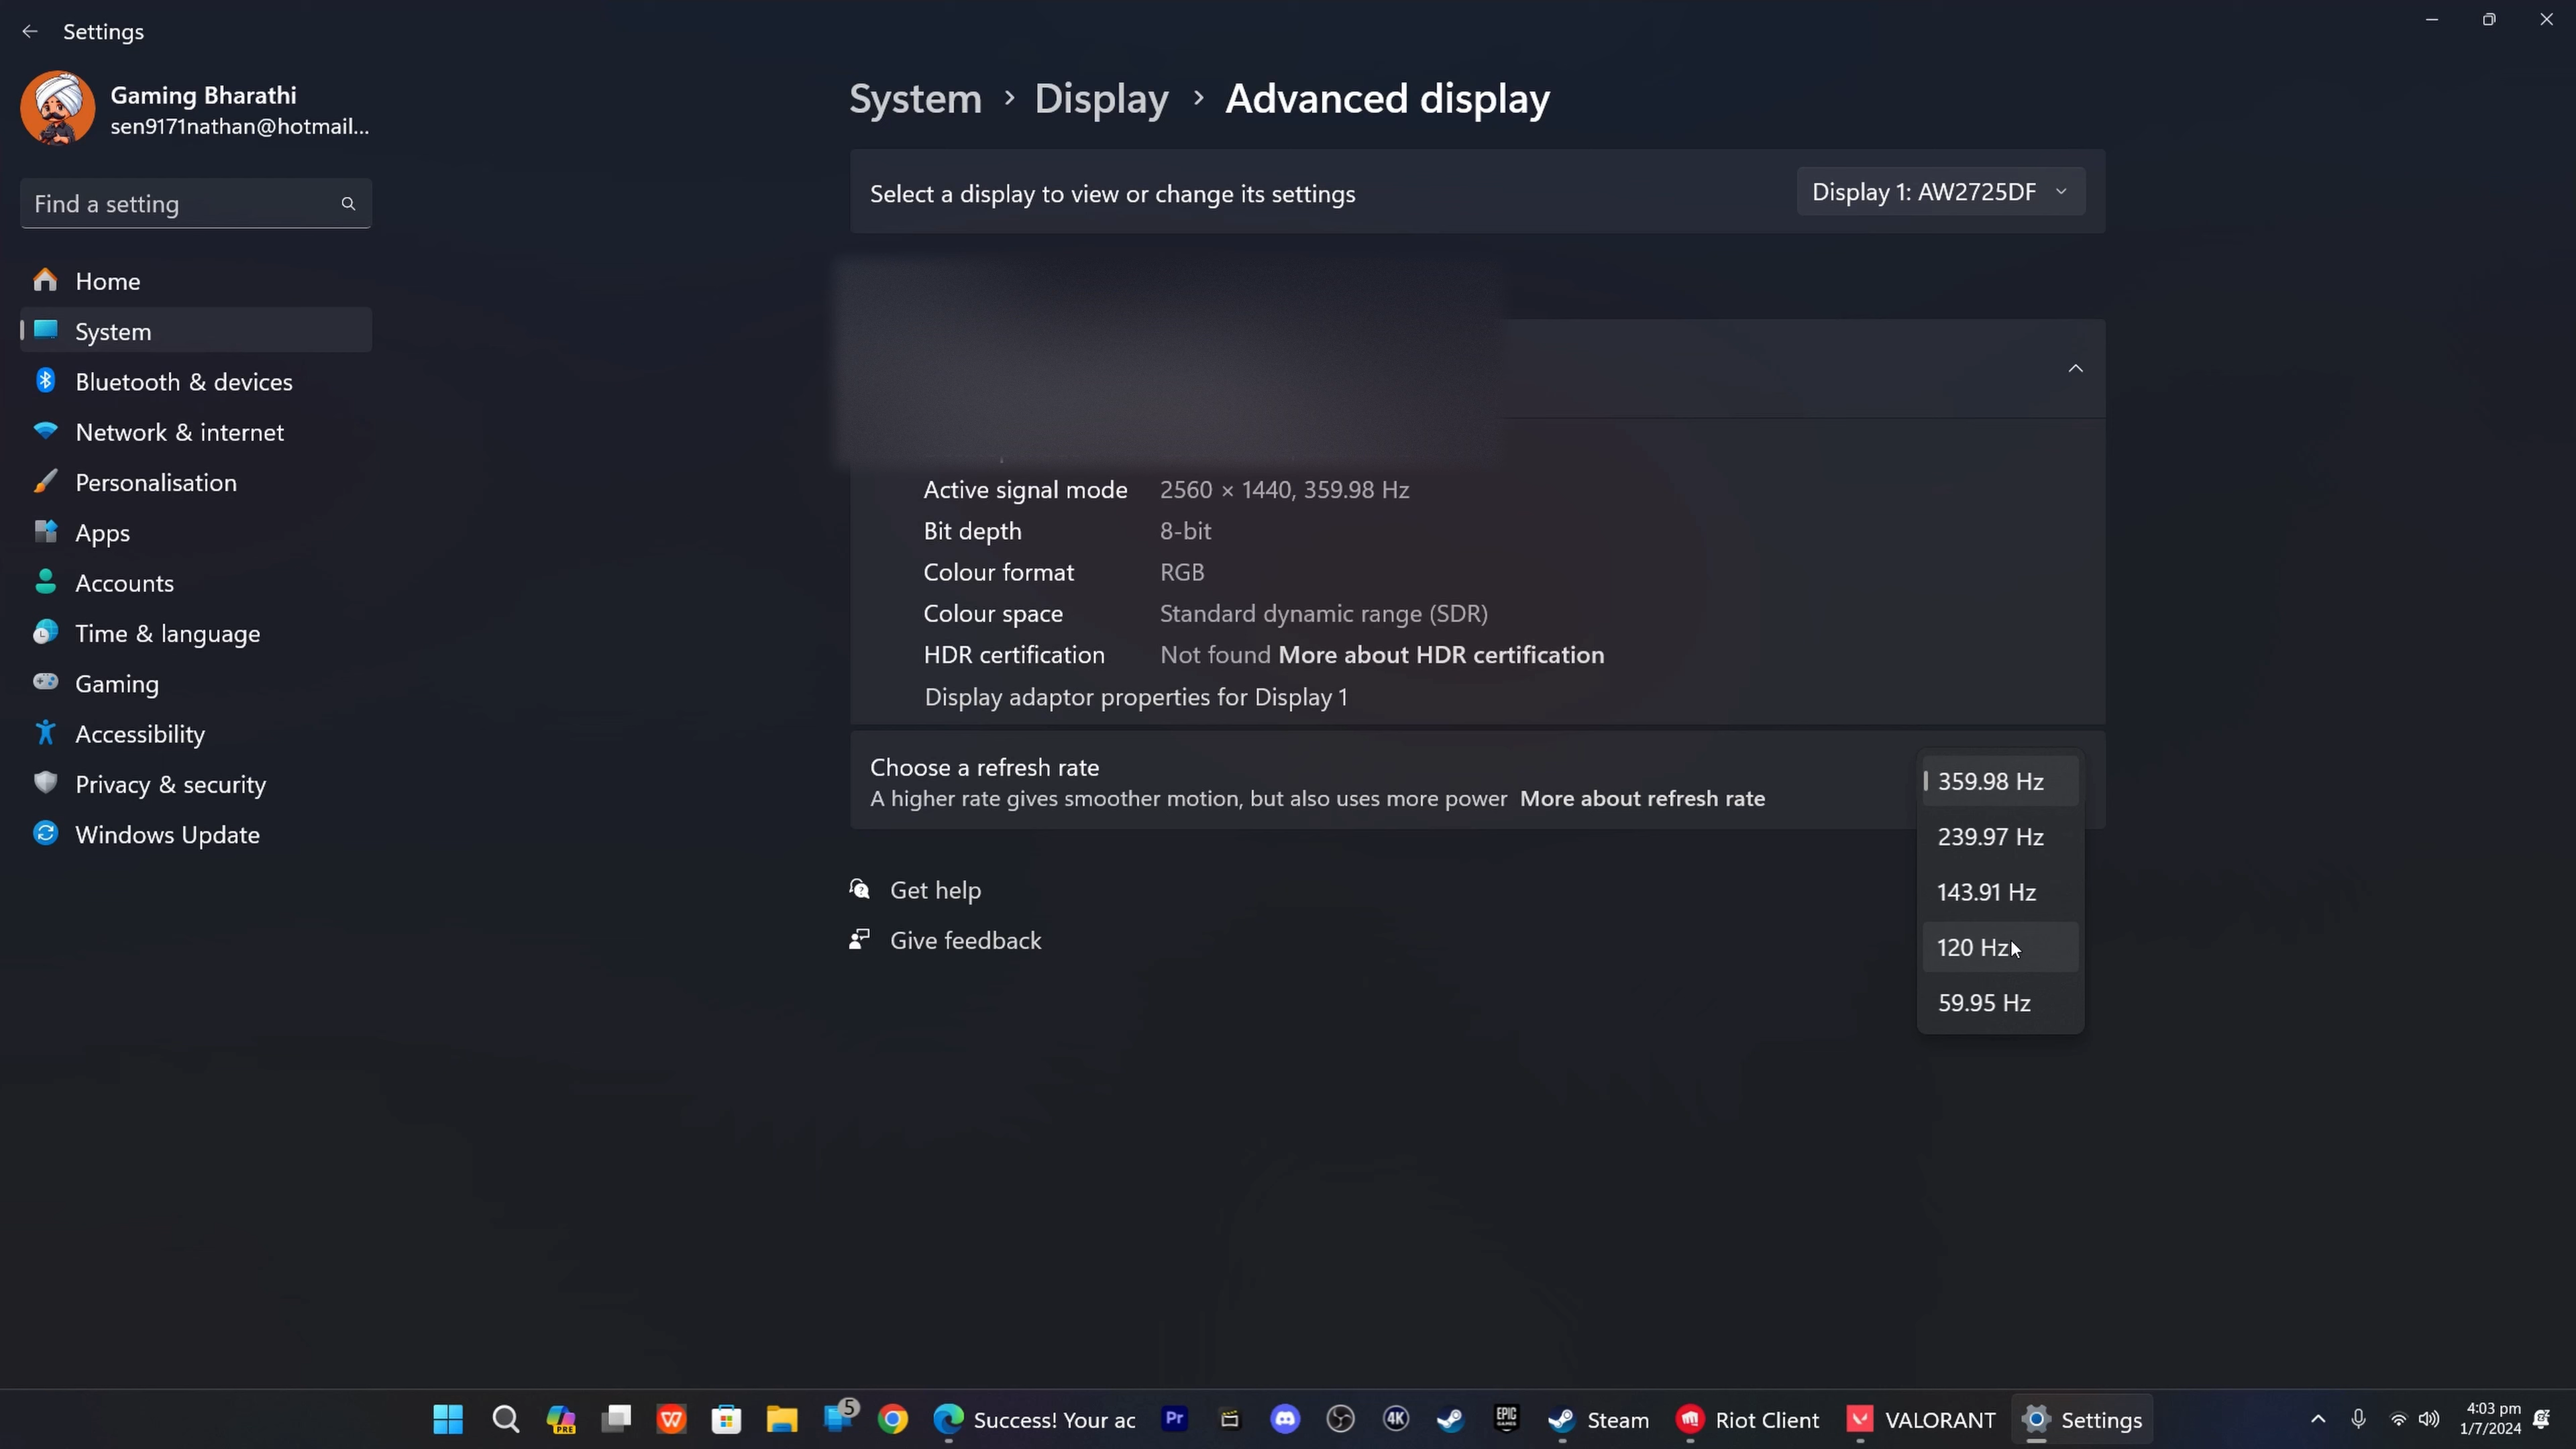 Settings
Gaming Bharathi
sen9171nathan@hotmail...
Find a setting
Home
System
Bluetooth & devices
Network & internet
Personalisation
Apps
Accounts
Time & language
Gaming
Accessibility
Privacy & security
Windows Update
System > Display > Advanced display
Select a display to view or change its settings
Display 1: AW2725DF
Active signal mode 2560 × 1440, 359.98 Hz
Bit depth 8-bit
Colour format RGB
Colour space Standard dynamic range (SDR)
HDR certification Not found More about HDR certification
Display adaptor properties for Display 1
Choose a refresh rate
A higher rate gives smoother motion, but also uses more power More about refresh rate
359.98 Hz
239.97 Hz
143.91 Hz
120 Hz
59.95 Hz
Get help
Give feedback
PRE
W
5
Success! Your ac
Pr
4K
EPIC GAMES
Steam
Riot Client
VALORANT
Settings
4:03 pm
1/7/2024